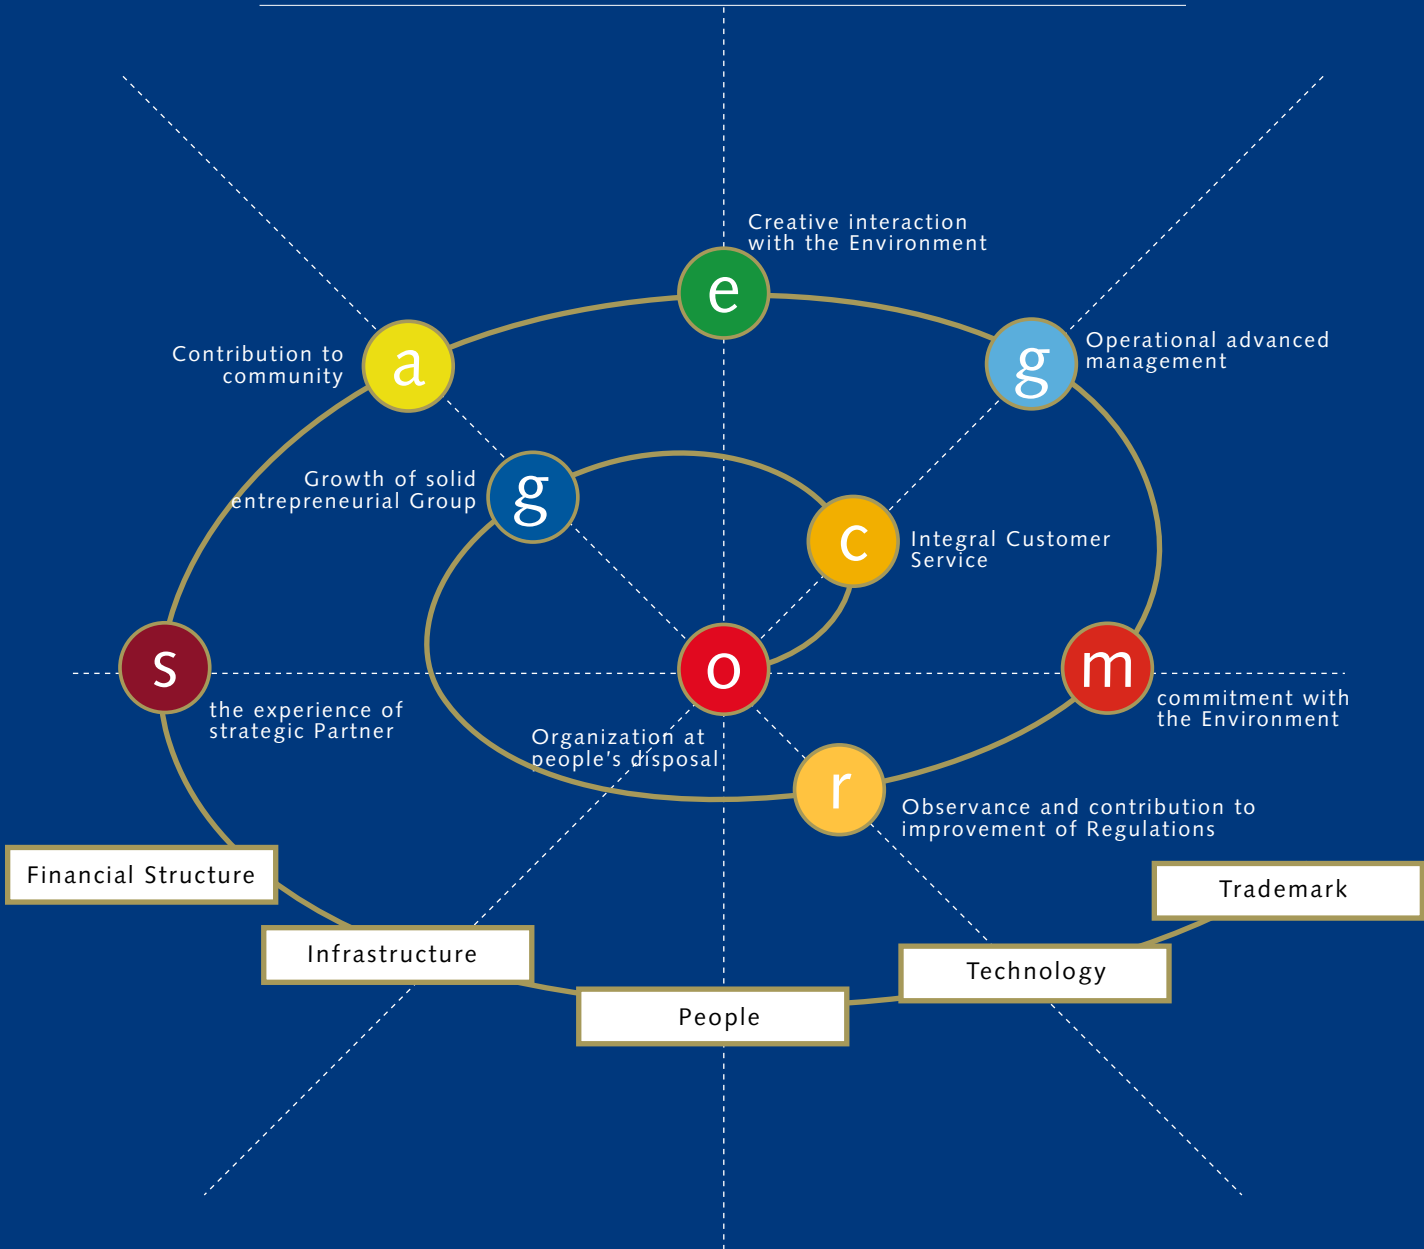 Creative interaction
with the Environment
e
Operational advanced
management
g
Contribution to
community
a
Growth of solid
entrepreneurial Group
g
c
Integral Customer
Service
s
the experience of
strategic Partner
o
Organization at
people's disposal
m
commitment with
the Environment
r
Observance and contribution to
improvement of Regulations
Financial Structure
Infrastructure
People
Technology
Trademark